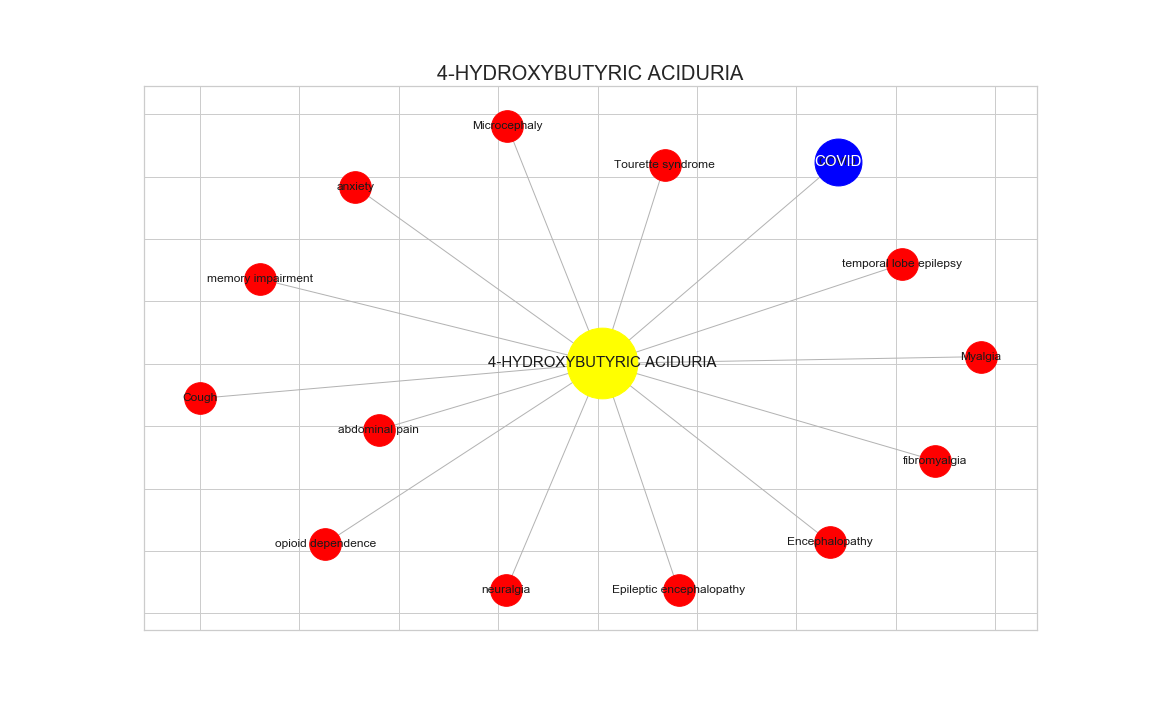 4-HYDROXYBUTYRIC ACIDURIA
Microcephaly
COVID
Tourette syndrome
anxiety
temporal lobe epilepsy
memory impairment
Myalgia
4-HYDROXYBUTYRIC ACIDURIA
Cough
abdominal pain
fibromyalgia
Encephalopathy
opioid dependence
neuralgia
Epileptic encephalopathy